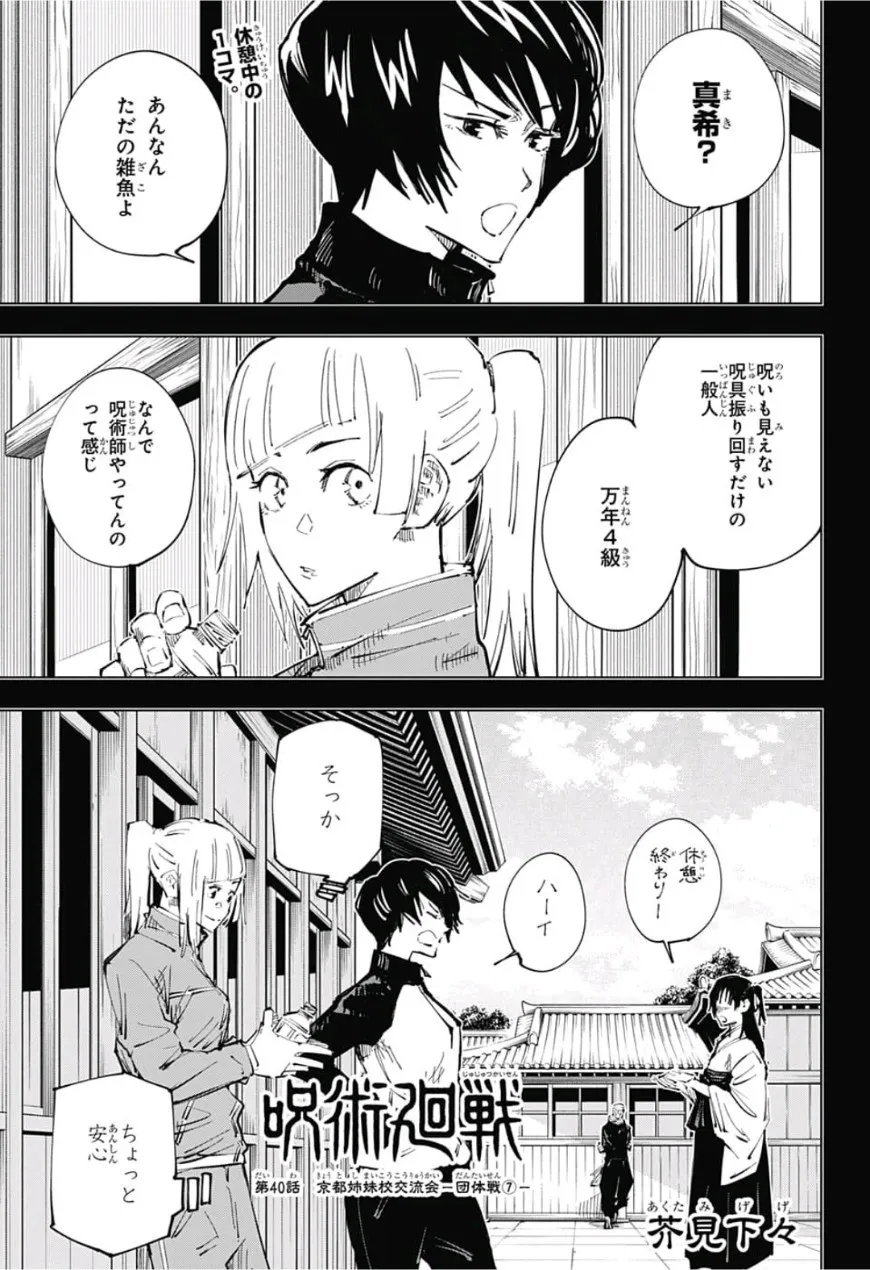 休憩中の
1コマ。
真希?
あんなん
ただの雑魚よ
呪いも見えない
呪具振り回すだけの
一般人
万年4級
なんで
呪術師やってんの
って感じ
休憩
終わりー
ハーイ
そっか
ちょっと
安心
呪術廻戦
第40話 京都姉妹校交流会−団体戦⑦−
芥見下々